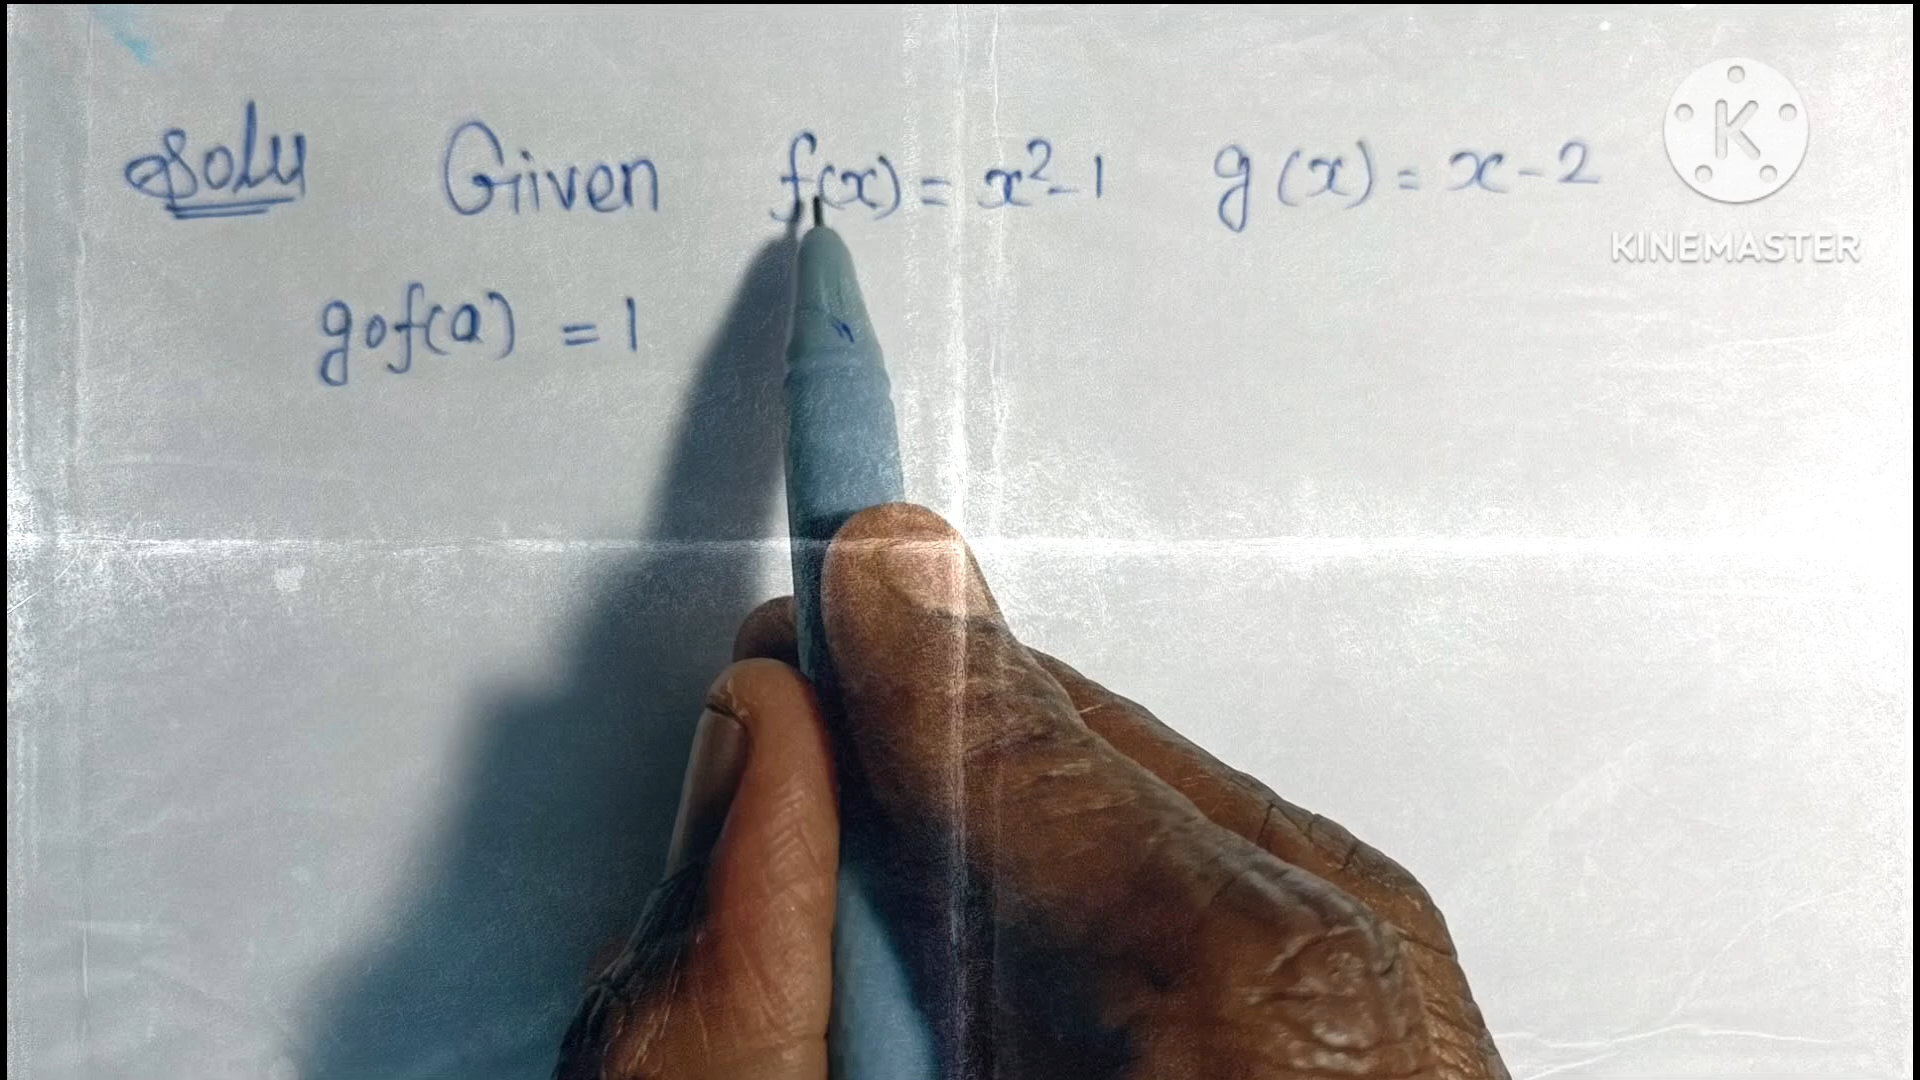 Solu Given f(x) = x²-1 g(x) = x-2
gof(a) = 1
K
KINEMASTER